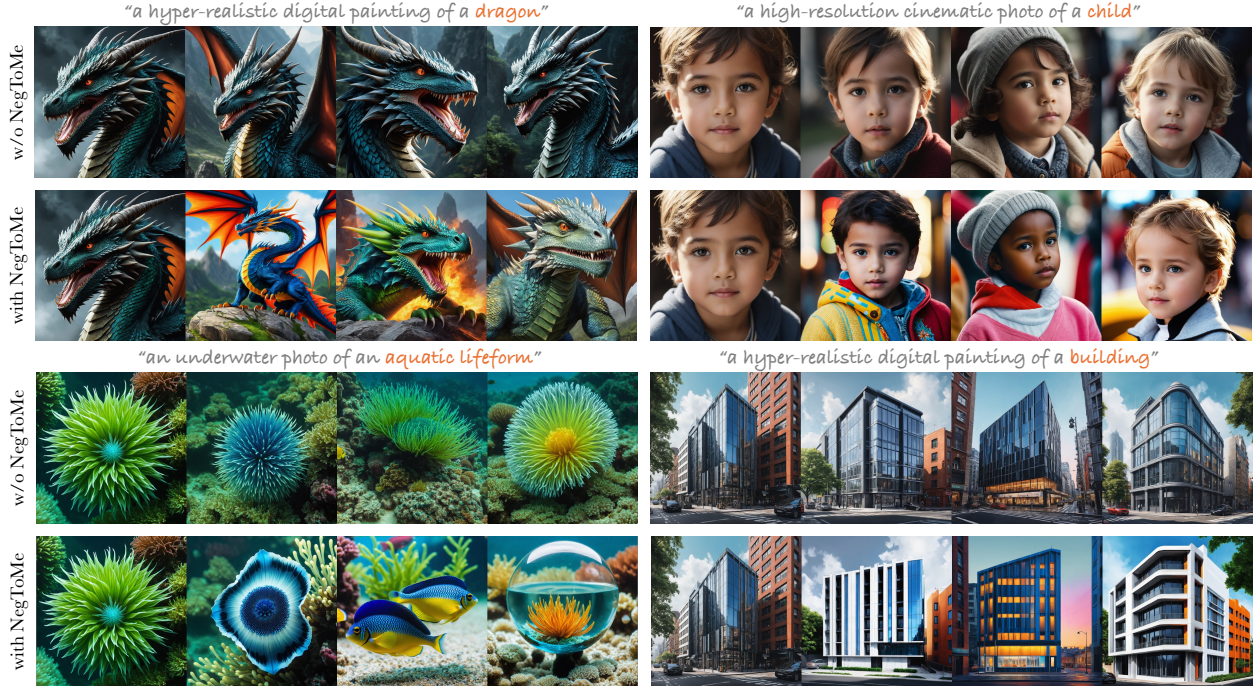 “a hyper-realistic digital painting of a dragon”
“a high-resolution cinematic photo of a child”
w/o NegToMe
with NegToMe
“an underwater photo of an aquatic lifeform”
“a hyper-realistic digital painting of a building”
w/o NegToMe
with NegToMe